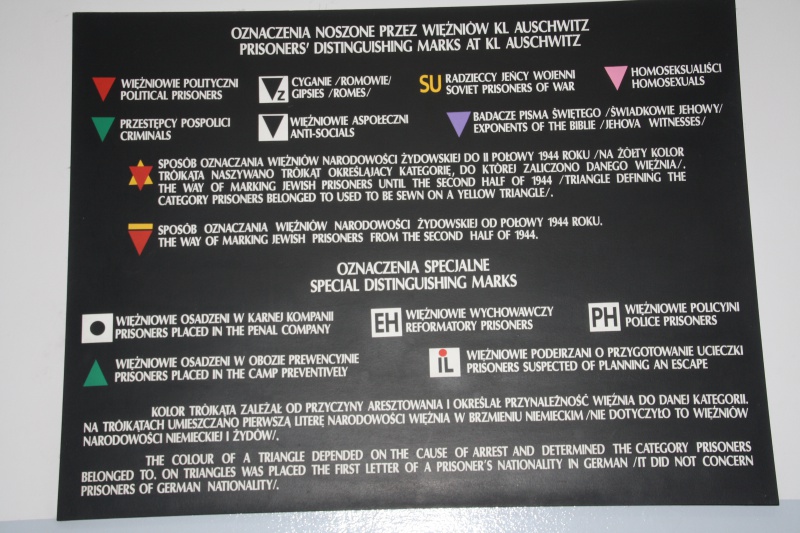 OZNACZENIA NOSZONE PRZEZ WIĘŹNIÓW KL AUSCHWITZ
PRISONERS' DISTINGUISHING MARKS AT KL AUSCHWITZ
WIĘŹNIOWIE POLITYCZNI
POLITICAL PRISONERS
Z
CYGANIE /ROMOWIE/
GIPSIES /ROMES/
SU
RADZIECCY JEŃCY WOJENNI
SOVIET PRISONERS OF WAR
HOMOSEKSUALIŚCI
HOMOSEXUALS
PRZESTĘPCY POSPOLICI
CRIMINALS
WIĘŹNIOWIE ASPOŁECZNI
ANTI-SOCIALS
BADACZE PISMA ŚWIĘTEGO /ŚWIADKOWIE JEHOWY/
EXPONENTS OF THE BIBLIE /JEHOVA WITNESSES/
SPOSÓB OZNACZANIA WIĘŹNIÓW NARODOWOŚCI ŻYDOWSKIEJ DO II POŁOWY 1944 ROKU /NA ŻÓŁTY KOLOR
TRÓJKĄTA NASZYWANO TRÓJKĄT OKREŚLAJĄCY KATEGORIĘ, DO KTÓREJ ZALICZONO DANEGO WIĘŹNIA/.
THE WAY OF MARKING JEWISH PRISONERS UNTIL THE SECOND HALF OF 1944 /TRIANGLE DEFINING THE
CATEGORY PRISONERS BELONGED TO USED TO BE SEWN ON A YELLOW TRIANGLE/.
SPOSÓB OZNACZANIA WIĘŹNIÓW NARODOWOŚCI ŻYDOWSKIEJ OD POŁOWY 1944 ROKU.
THE WAY OF MARKING JEWISH PRISONERS FROM THE SECOND HALF OF 1944.
OZNACZENIA SPECJALNE
SPECIAL DISTINGUISHING MARKS
WIĘŹNIOWIE OSADZENI W KARNEJ KOMPANII
PRISONERS PLACED IN THE PENAL COMPANY
EH
WIĘŹNIOWIE WYCHOWAWCZY
REFORMATORY PRISONERS
PH
WIĘŹNIOWIE POLICYJNI
POLICE PRISONERS
WIĘŹNIOWIE OSADZENI W OBOZIE PREWENCYJNIE
PRISONERS PLACED IN THE CAMP PREVENTIVELY
iL
WIĘŹNIOWIE PODEJRZANI O PRZYGOTOWANIE UCIECZKI
PRISONERS SUSPECTED OF PLANNING AN ESCAPE
KOLOR TRÓJKĄTA ZALEŻAŁ OD PRZYCZYNY ARESZTOWANIA I OKREŚLAŁ PRZYNALEŻNOŚĆ WIĘŹNIA DO DANEJ KATEGORII.
NA TRÓJKĄTACH UMIESZCZANO PIERWSZĄ LITERĘ NARODOWOŚCI WIĘŹNIA W BRZMIENIU NIEMIECKIM /NIE DOTYCZYŁO TO WIĘŹNIÓW
NARODOWOŚCI NIEMIECKIEJ I ŻYDÓW/.
THE COLOUR OF A TRIANGLE DEPENDED ON THE CAUSE OF ARREST AND DETERMINED THE CATEGORY PRISONERS
BELONGED TO. ON TRIANGLES WAS PLACED THE FIRST LETTER OF A PRISONER'S NATIONALITY IN GERMAN /IT DID NOT CONCERN
PRISONERS OF GERMAN NATIONALITY/.